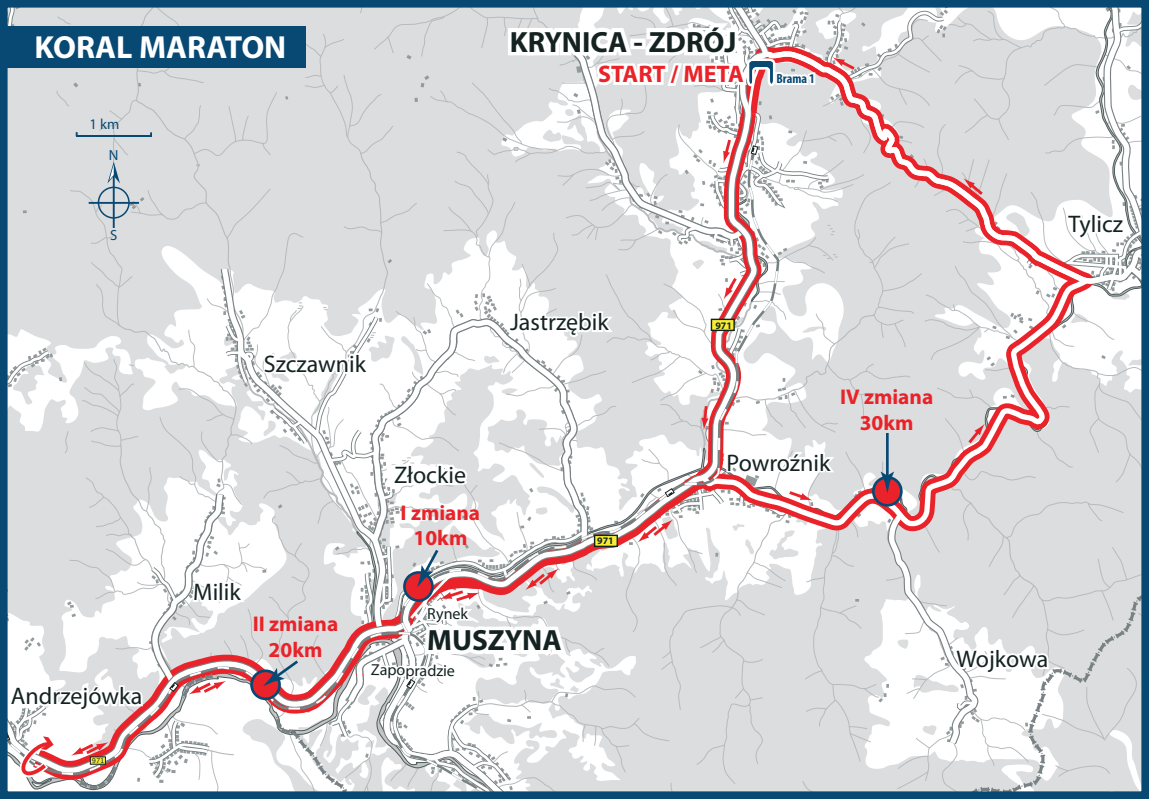 KORAL MARATON
KRYNICA - ZDRÓJ
START / META
Brama 1
1 km
N
S
Tylicz
971
Jastrzębik
Szczawnik
IV zmiana
30km
Powroźnik
Złockie
I zmiana
10km
971
Milik
Rynek
II zmiana
20km
MUSZYNA
Zapopradzie
Wojkowa
Andrzejówka
971